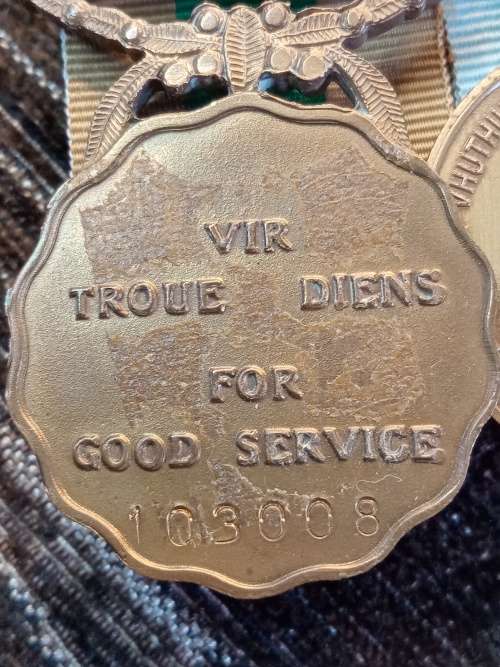 VIR
TROUE DIENS
FOR
GOOD SERVICE
103008